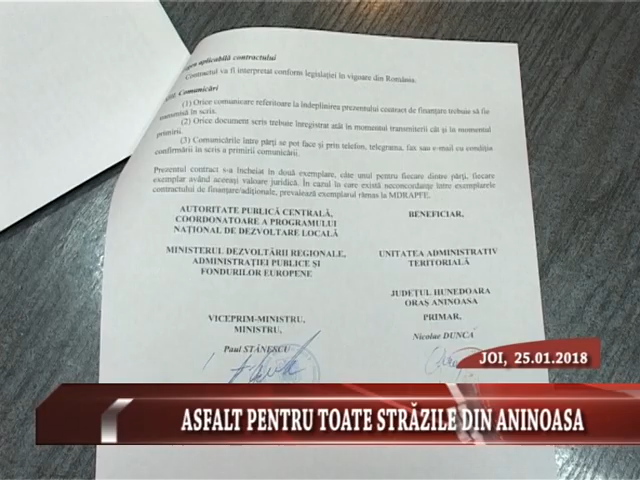 aplicabilă contractului
Contractul va fi interpretat conform legislației în vigoare din România.
Comunicări
(1) Orice comunicare referitoare la îndeplinirea prezentului contract de finanțare trebuie să fie
transmisă în scris.
(2) Orice document scris trebuie înregistrat atât în momentul transmiterii cât și în momentul
primirii.
(3) Comunicările între părți se pot face și prin telefon, telegrama, fax sau e-mail cu condiția
confirmării în scris a primirii comunicării.
Prezentul contract s-a încheiat în două exemplare, câte unul pentru fiecare dintre părți, fiecare
exemplar având aceeași valoare juridică. În cazul în care există neconcordanțe între exemplarele
contractului de finanțare/adiționale, prevalează exemplarul rămas la MDRAPFE.
AUTORITATE PUBLICĂ CENTRALĂ,
COORDONATOARE A PROGRAMULUI
NAȚIONAL DE DEZVOLTARE LOCALĂ
BENEFICIAR,
MINISTERUL DEZVOLTĂRII REGIONALE,
ADMINISTRAȚIEI PUBLICE ȘI
FONDURILOR EUROPENE
UNITATEA ADMINISTRATIV
TERITORIALĂ
JUDEȚUL HUNEDOARA
ORAȘ ANINOASA
VICEPRIM-MINISTRU,
MINISTRU,
PRIMAR,
Paul STĂNESCU
Nicolae DUNCĂ
JOI, 25.01.2018
ASFALT PENTRU TOATE STRĂZILE DIN ANINOASA